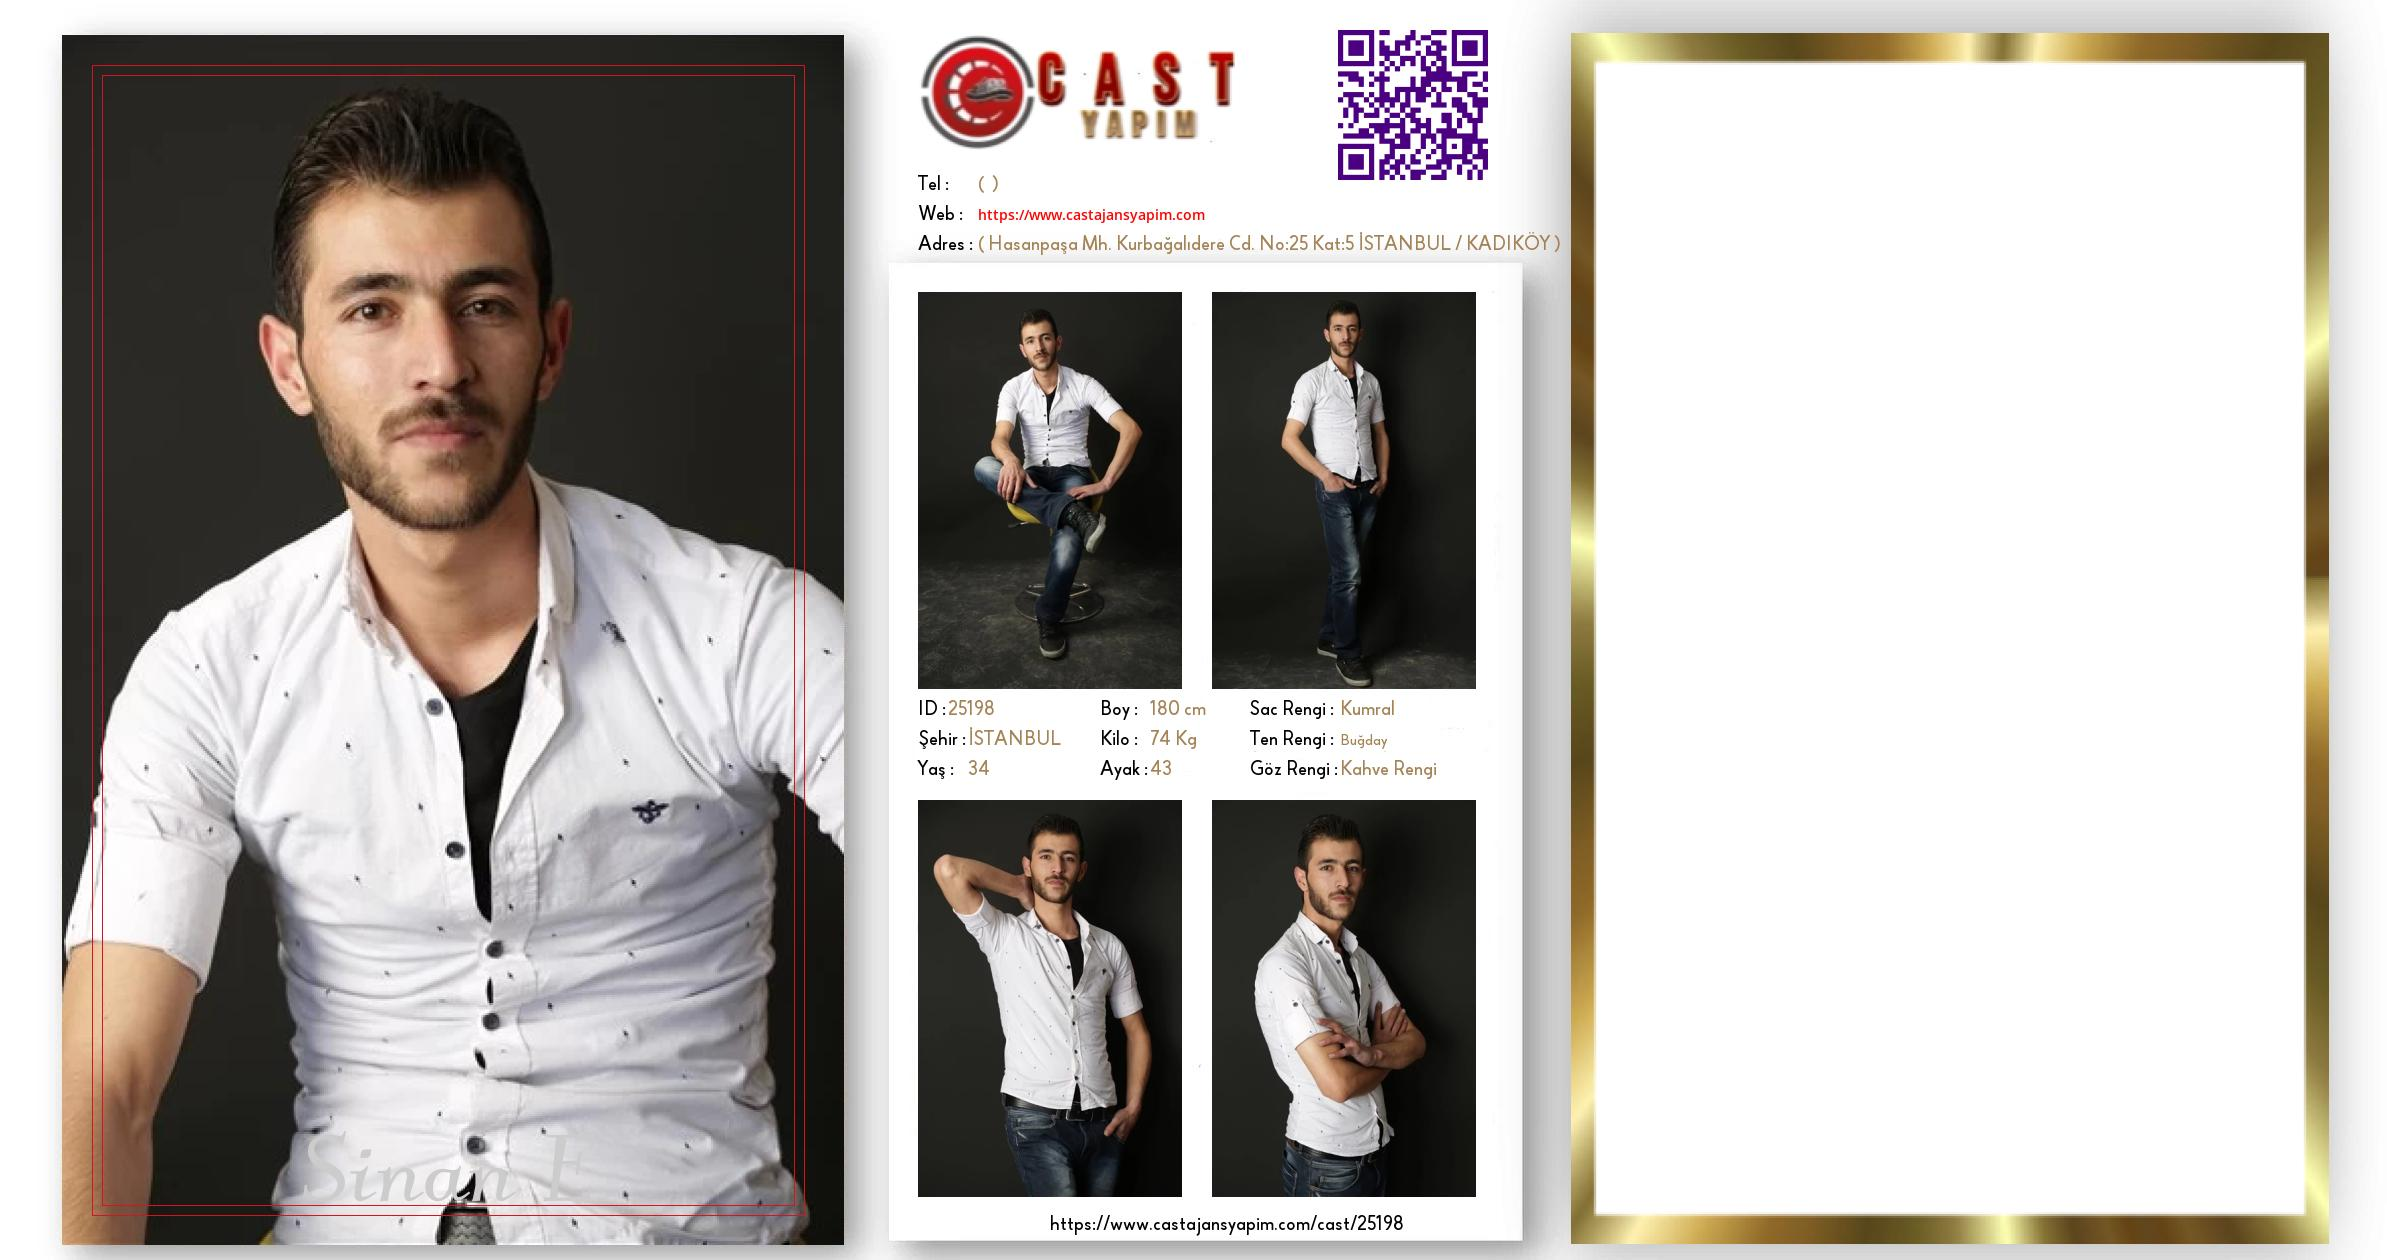 Sinan E
CAST
YAPIM
Tel : ( )
Web : https://www.castajansyapim.com
Adres : ( Hasanpaşa Mh. Kurbağalıdere Cd. No:25 Kat:5 İSTANBUL / KADIKÖY )
ID : 25198 Boy : 180 cm Sac Rengi : Kumral
Şehir : İSTANBUL Kilo : 74 Kg Ten Rengi : Buğday
Yaş : 34 Ayak : 43 Göz Rengi : Kahve Rengi
https://www.castajansyapim.com/cast/25198